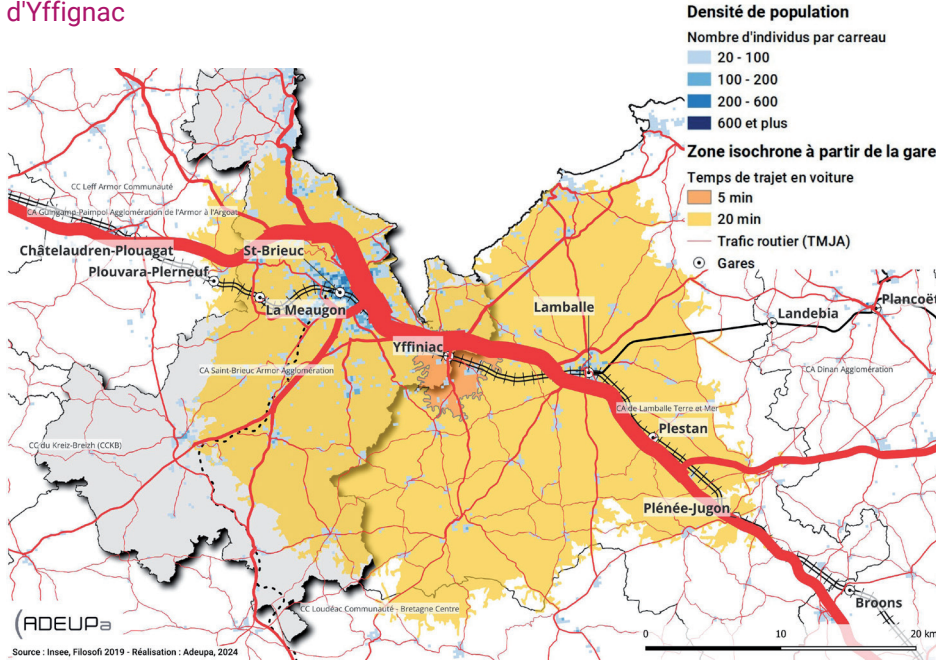 d'Yffignac
Densité de population
Nombre d'individus par carreau
20 - 100
100 - 200
200 - 600
600 et plus
Zone isochrone à partir de la gare
Temps de trajet en voiture
5 min
20 min
Trafic routier (TMJA)
Gares
CC Leff Armor Communauté
CA Guingamp-Paimpol Agglomération de l'Armor à l'Argoat
Châtelaudren-Plouagat
St-Brieuc
Plouvara-Plerneuf
La Meaugon
Yffiniac
Lamballe
Landebia
Plancoët
CA Saint-Brieuc Armor Agglomération
CA Dinan Agglomération
CA de Lamballe Terre et Mer
Plestan
CC du Kreiz-Breizh (CCKB)
Plénée-Jugon
Broons
CC Loudéac Communauté - Bretagne Centre
ADEUPa
0 10 20 km
Source : Insee, Filosofi 2019 - Réalisation : Adeupa, 2024